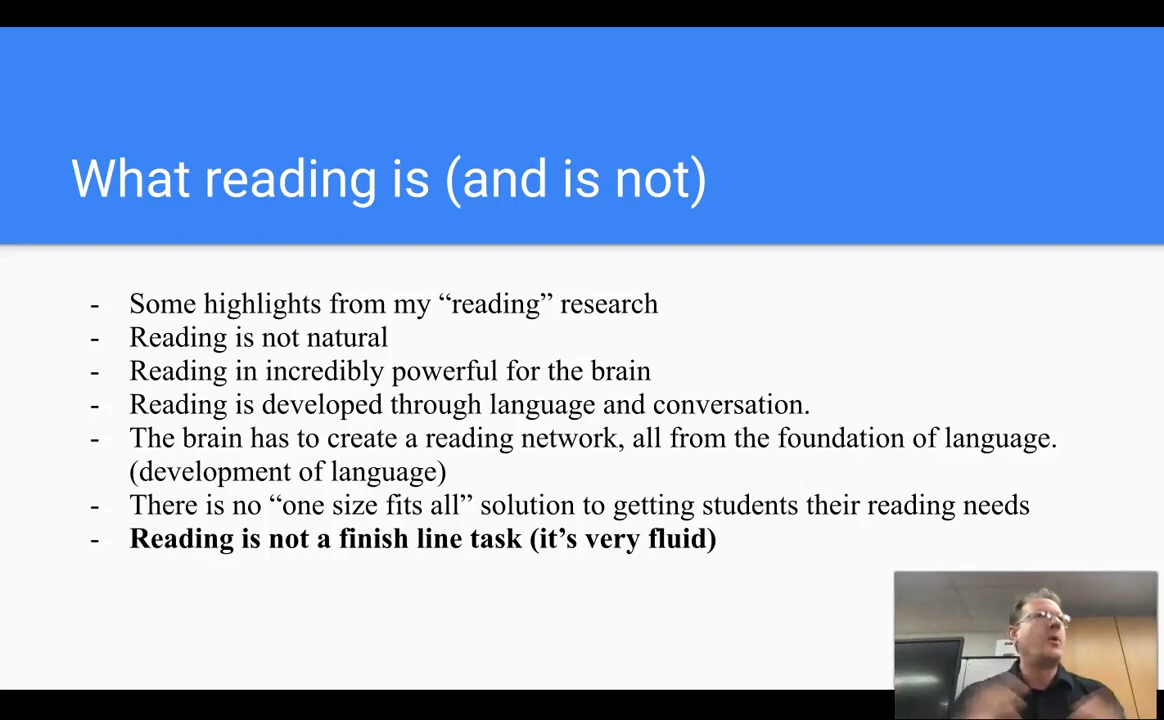 What reading is (and is not)
- Some highlights from my “reading” research
- Reading is not natural
- Reading in incredibly powerful for the brain
- Reading is developed through language and conversation.
- The brain has to create a reading network, all from the foundation of language.
(development of language)
- There is no “one size fits all” solution to getting students their reading needs
- Reading is not a finish line task (it’s very fluid)